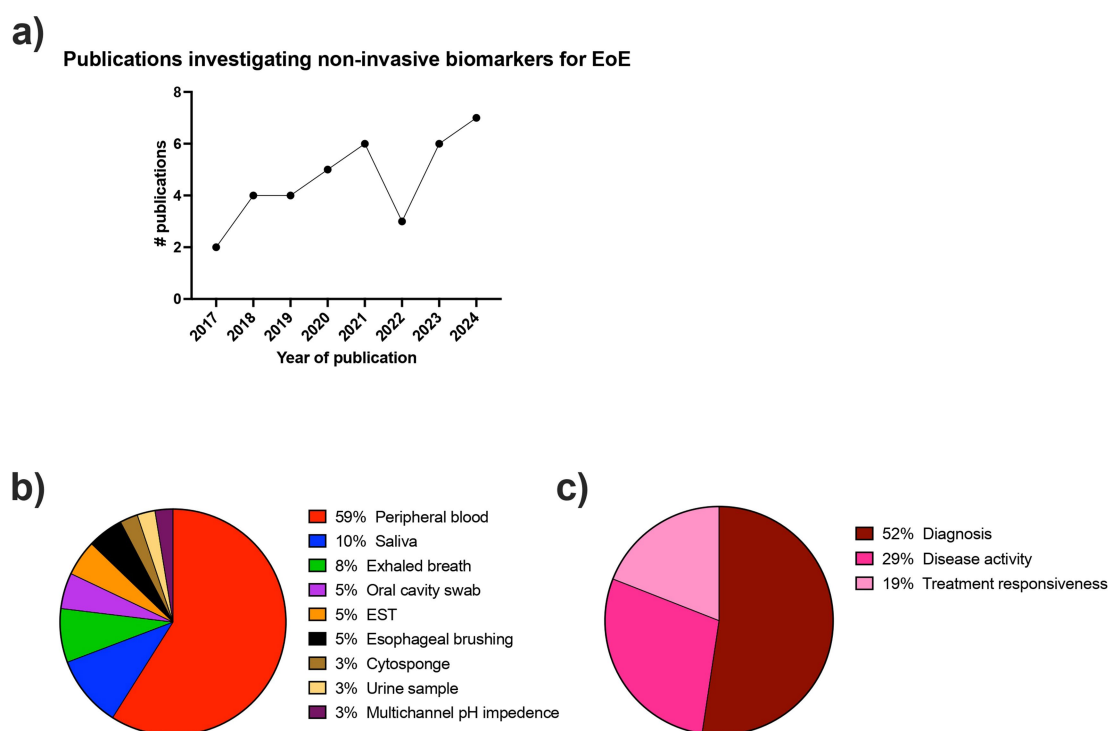 a)
Publications investigating non-invasive biomarkers for EoE
# publications
8
6
4
2
0
2017
2018
2019
2020
2021
2022
2023
2024
Year of publication
b)
59% Peripheral blood
10% Saliva
8% Exhaled breath
5% Oral cavity swab
5% EST
5% Esophageal brushing
3% Cytosponge
3% Urine sample
3% Multichannel pH impedence
c)
52% Diagnosis
29% Disease activity
19% Treatment responsiveness